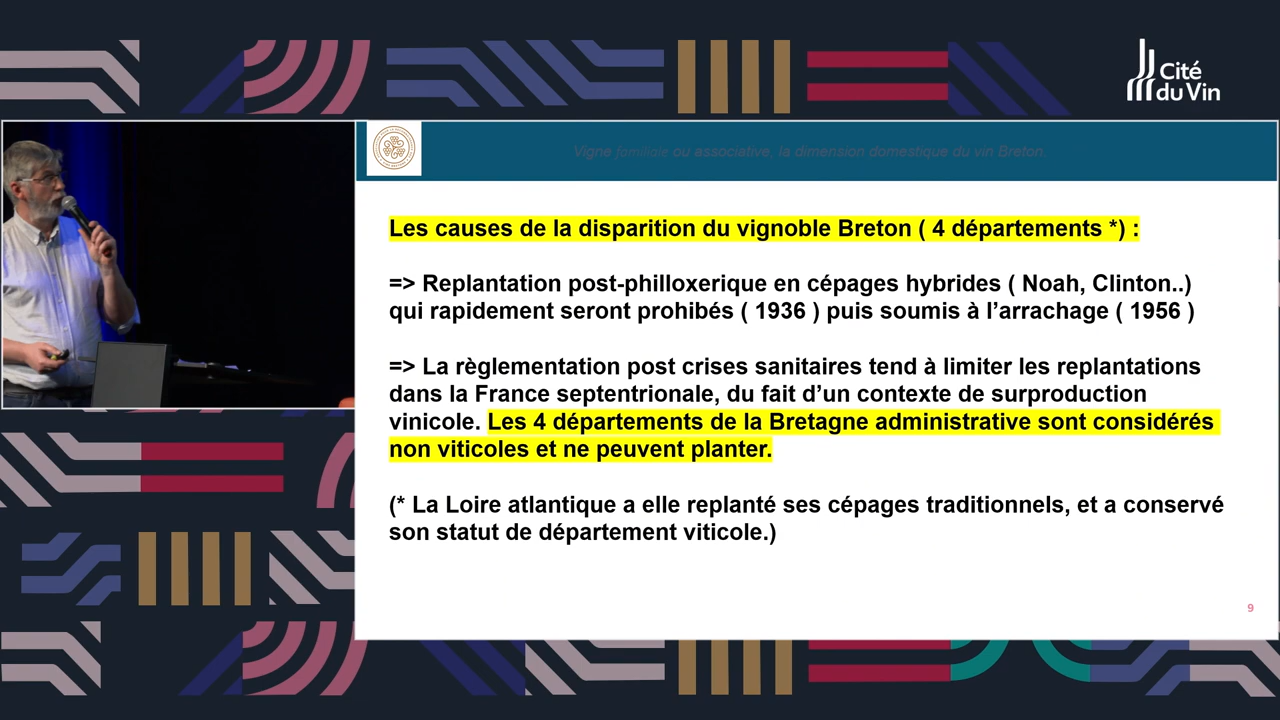 Cité
du Vin
Vigne familiale ou associative, la dimension domestique du vin Breton.
Les causes de la disparition du vignoble Breton ( 4 départements *) :
=> Replantation post-philloxerique en cépages hybrides ( Noah, Clinton..)
qui rapidement seront prohibés ( 1936 ) puis soumis à l’arrachage ( 1956 )
=> La règlementation post crises sanitaires tend à limiter les replantations
dans la France septentrionale, du fait d’un contexte de surproduction
vinicole. Les 4 départements de la Bretagne administrative sont considérés
non viticoles et ne peuvent planter.
(* La Loire atlantique a elle replanté ses cépages traditionnels, et a conservé
son statut de département viticole.)
9